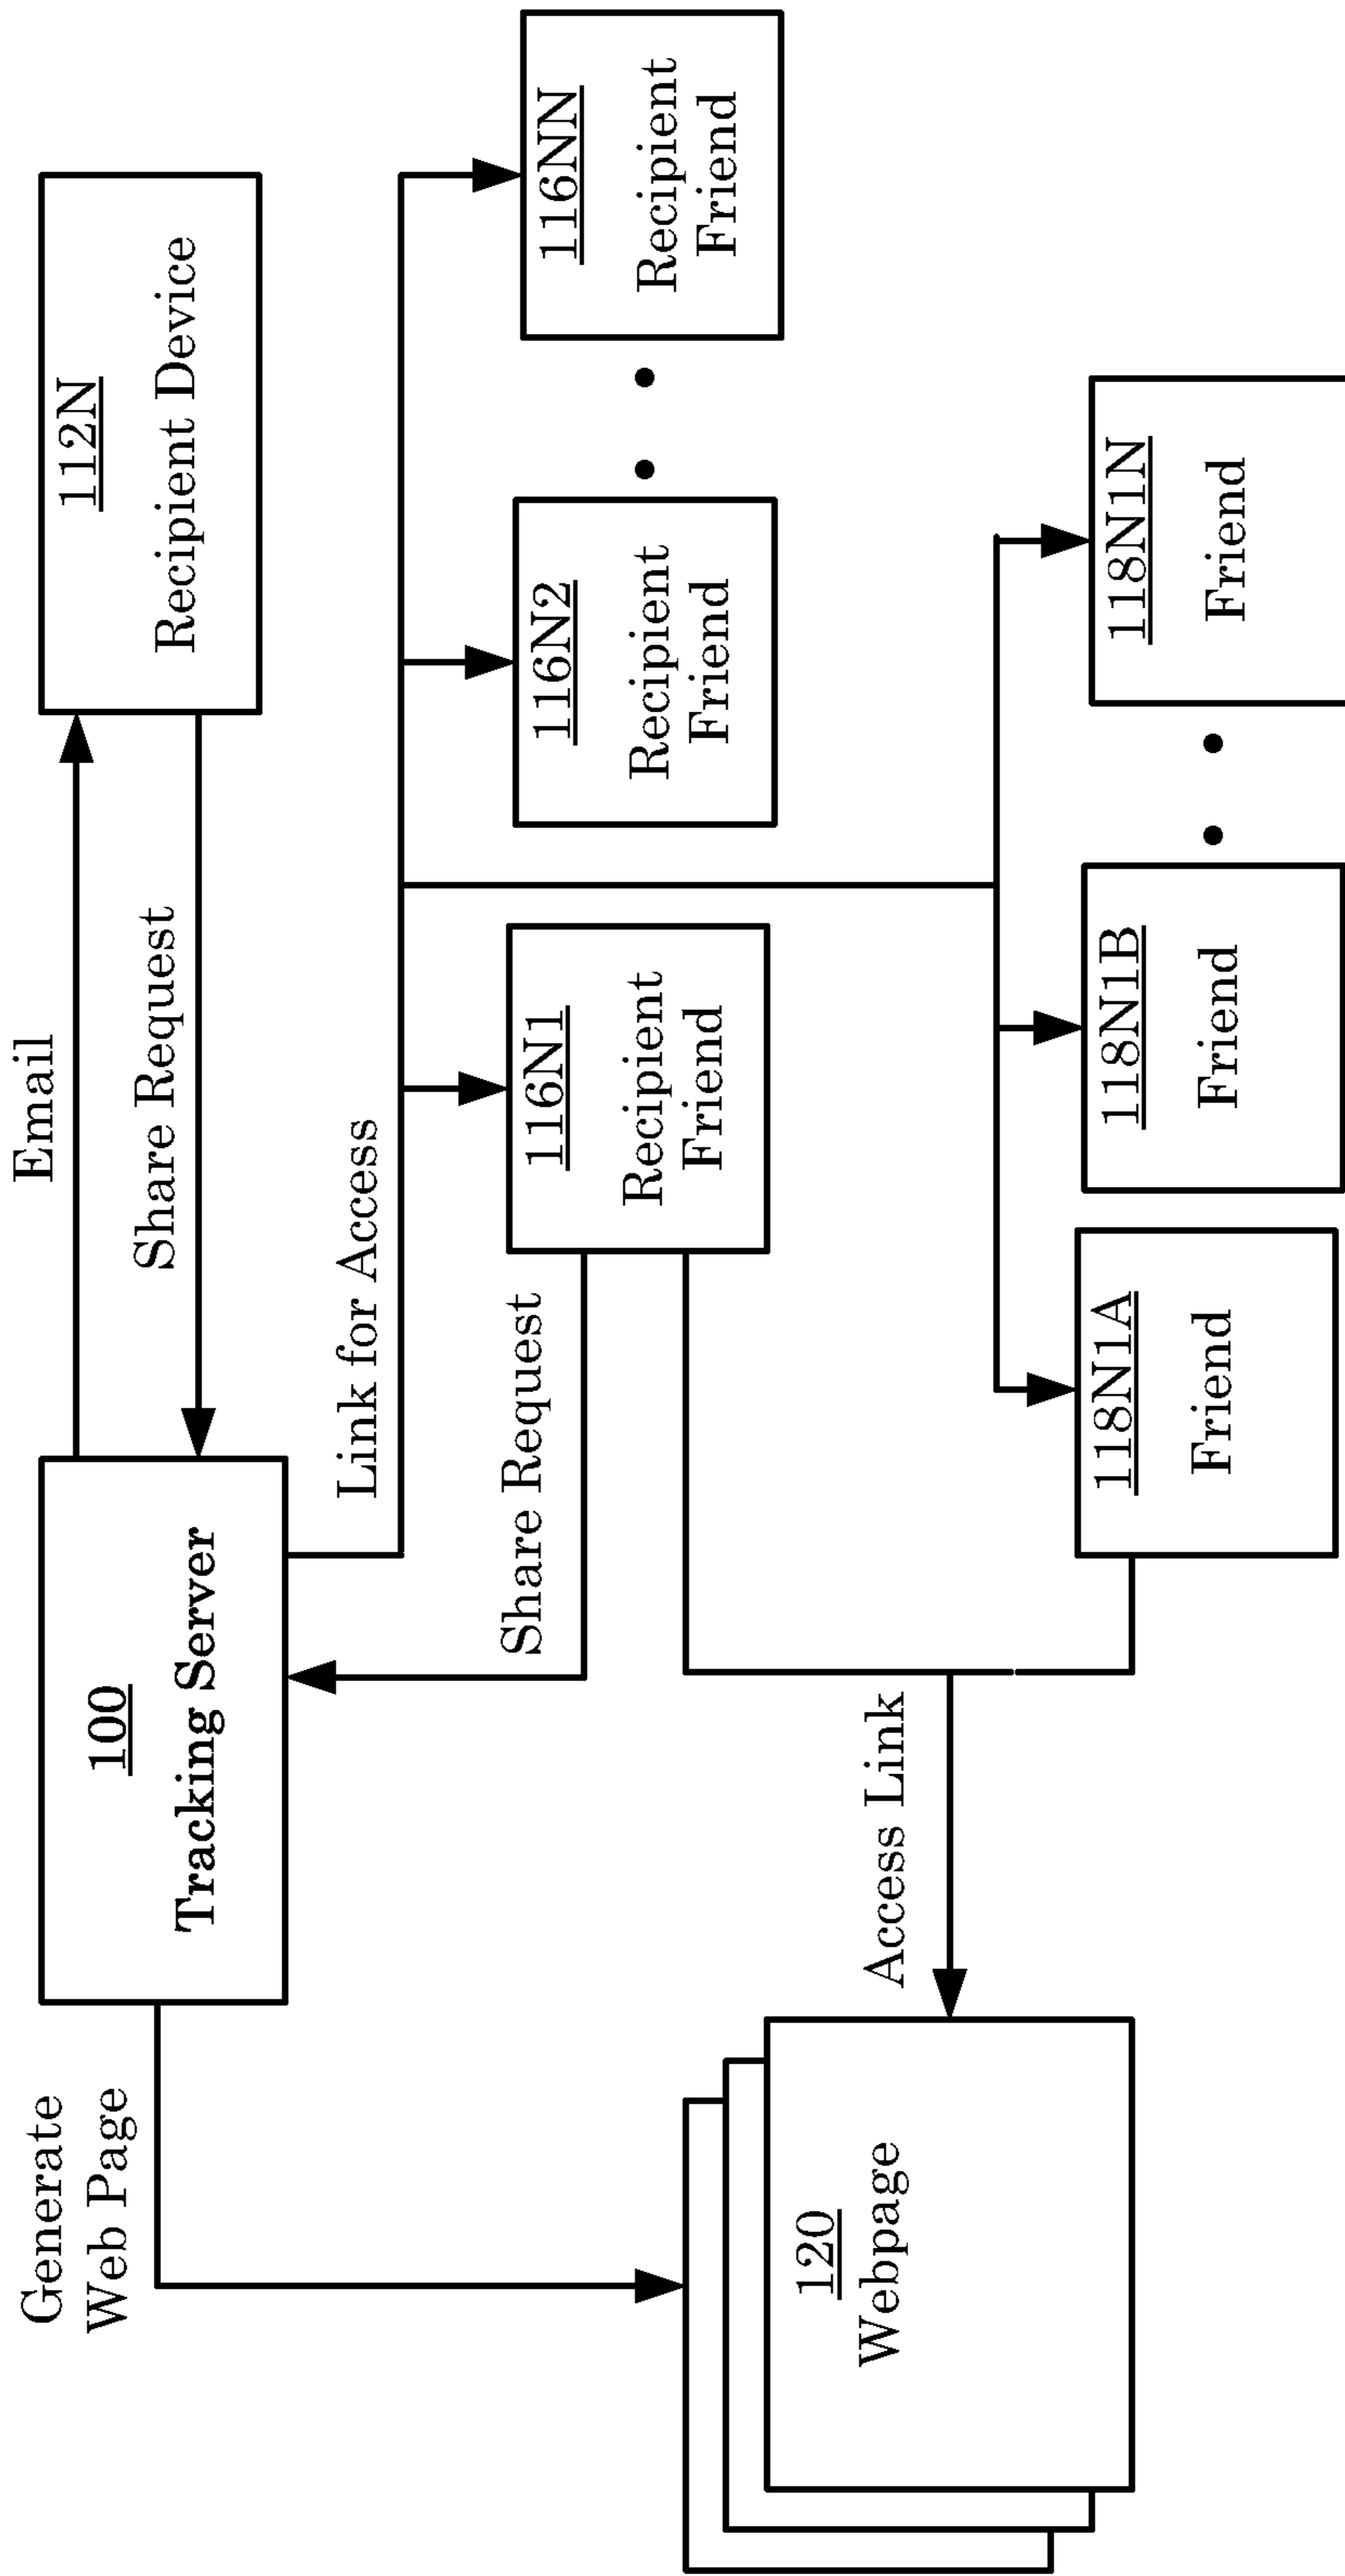 Generate
Web Page
100
Tracking Server
Email
Share Request
112N
Recipient Device
Link for Access
Share Request
116N1
Recipient
Friend
116N2
Recipient
Friend
116NN
Recipient
Friend
Access Link
120
Webpage
118N1A
Friend
118N1B
Friend
118N1N
Friend